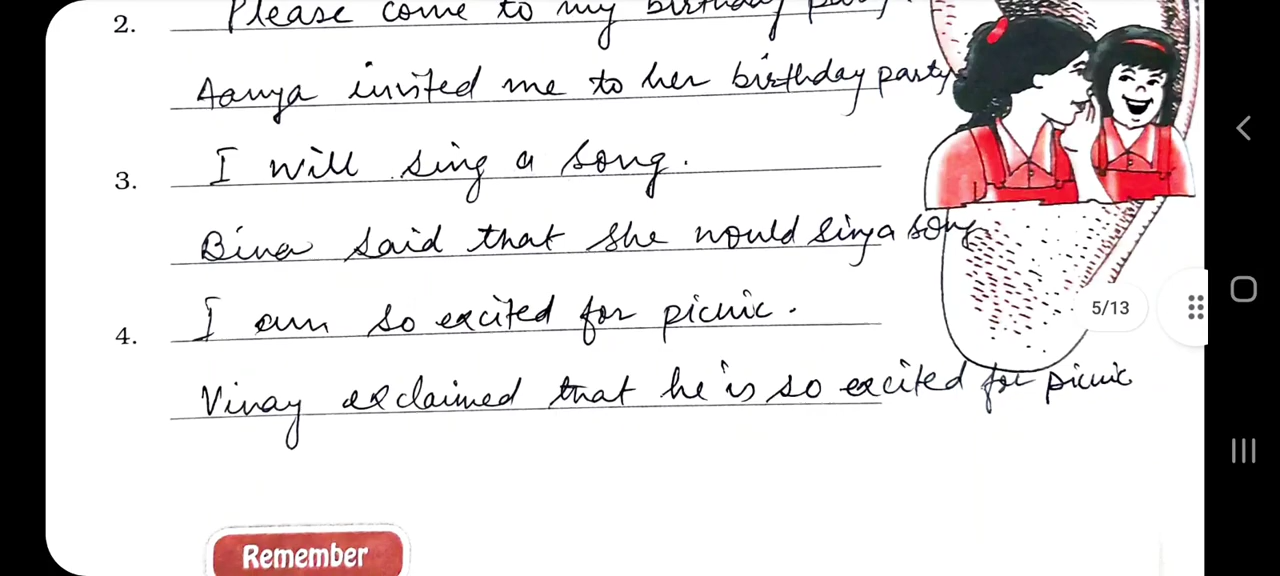 2. Please come to my birthday party.
Aanya invited me to her birthday party
3. I will sing a song.
Bina said that she would sing a song
4. I am so excited for picnic.
Vinay exclaimed that he is so excited for picnic
5/13
Remember